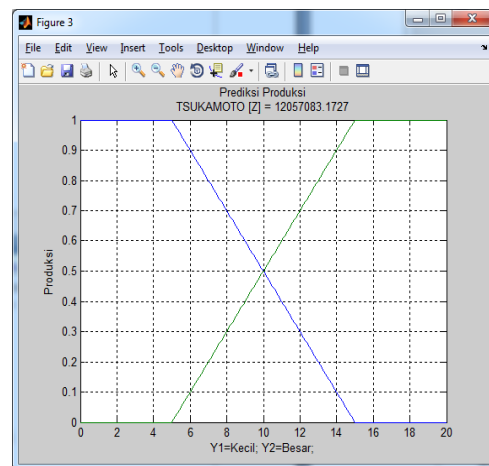 Figure 3
File Edit View Insert Tools Desktop Window Help
Prediksi Produksi
TSUKAMOTO [Z] = 12057083.1727
1
0.9
0.8
0.7
0.6
0.5
0.4
0.3
0.2
0.1
0
Produksi
0 2 4 6 8 10 12 14 16 18 20
Y1=Kecil; Y2=Besar;